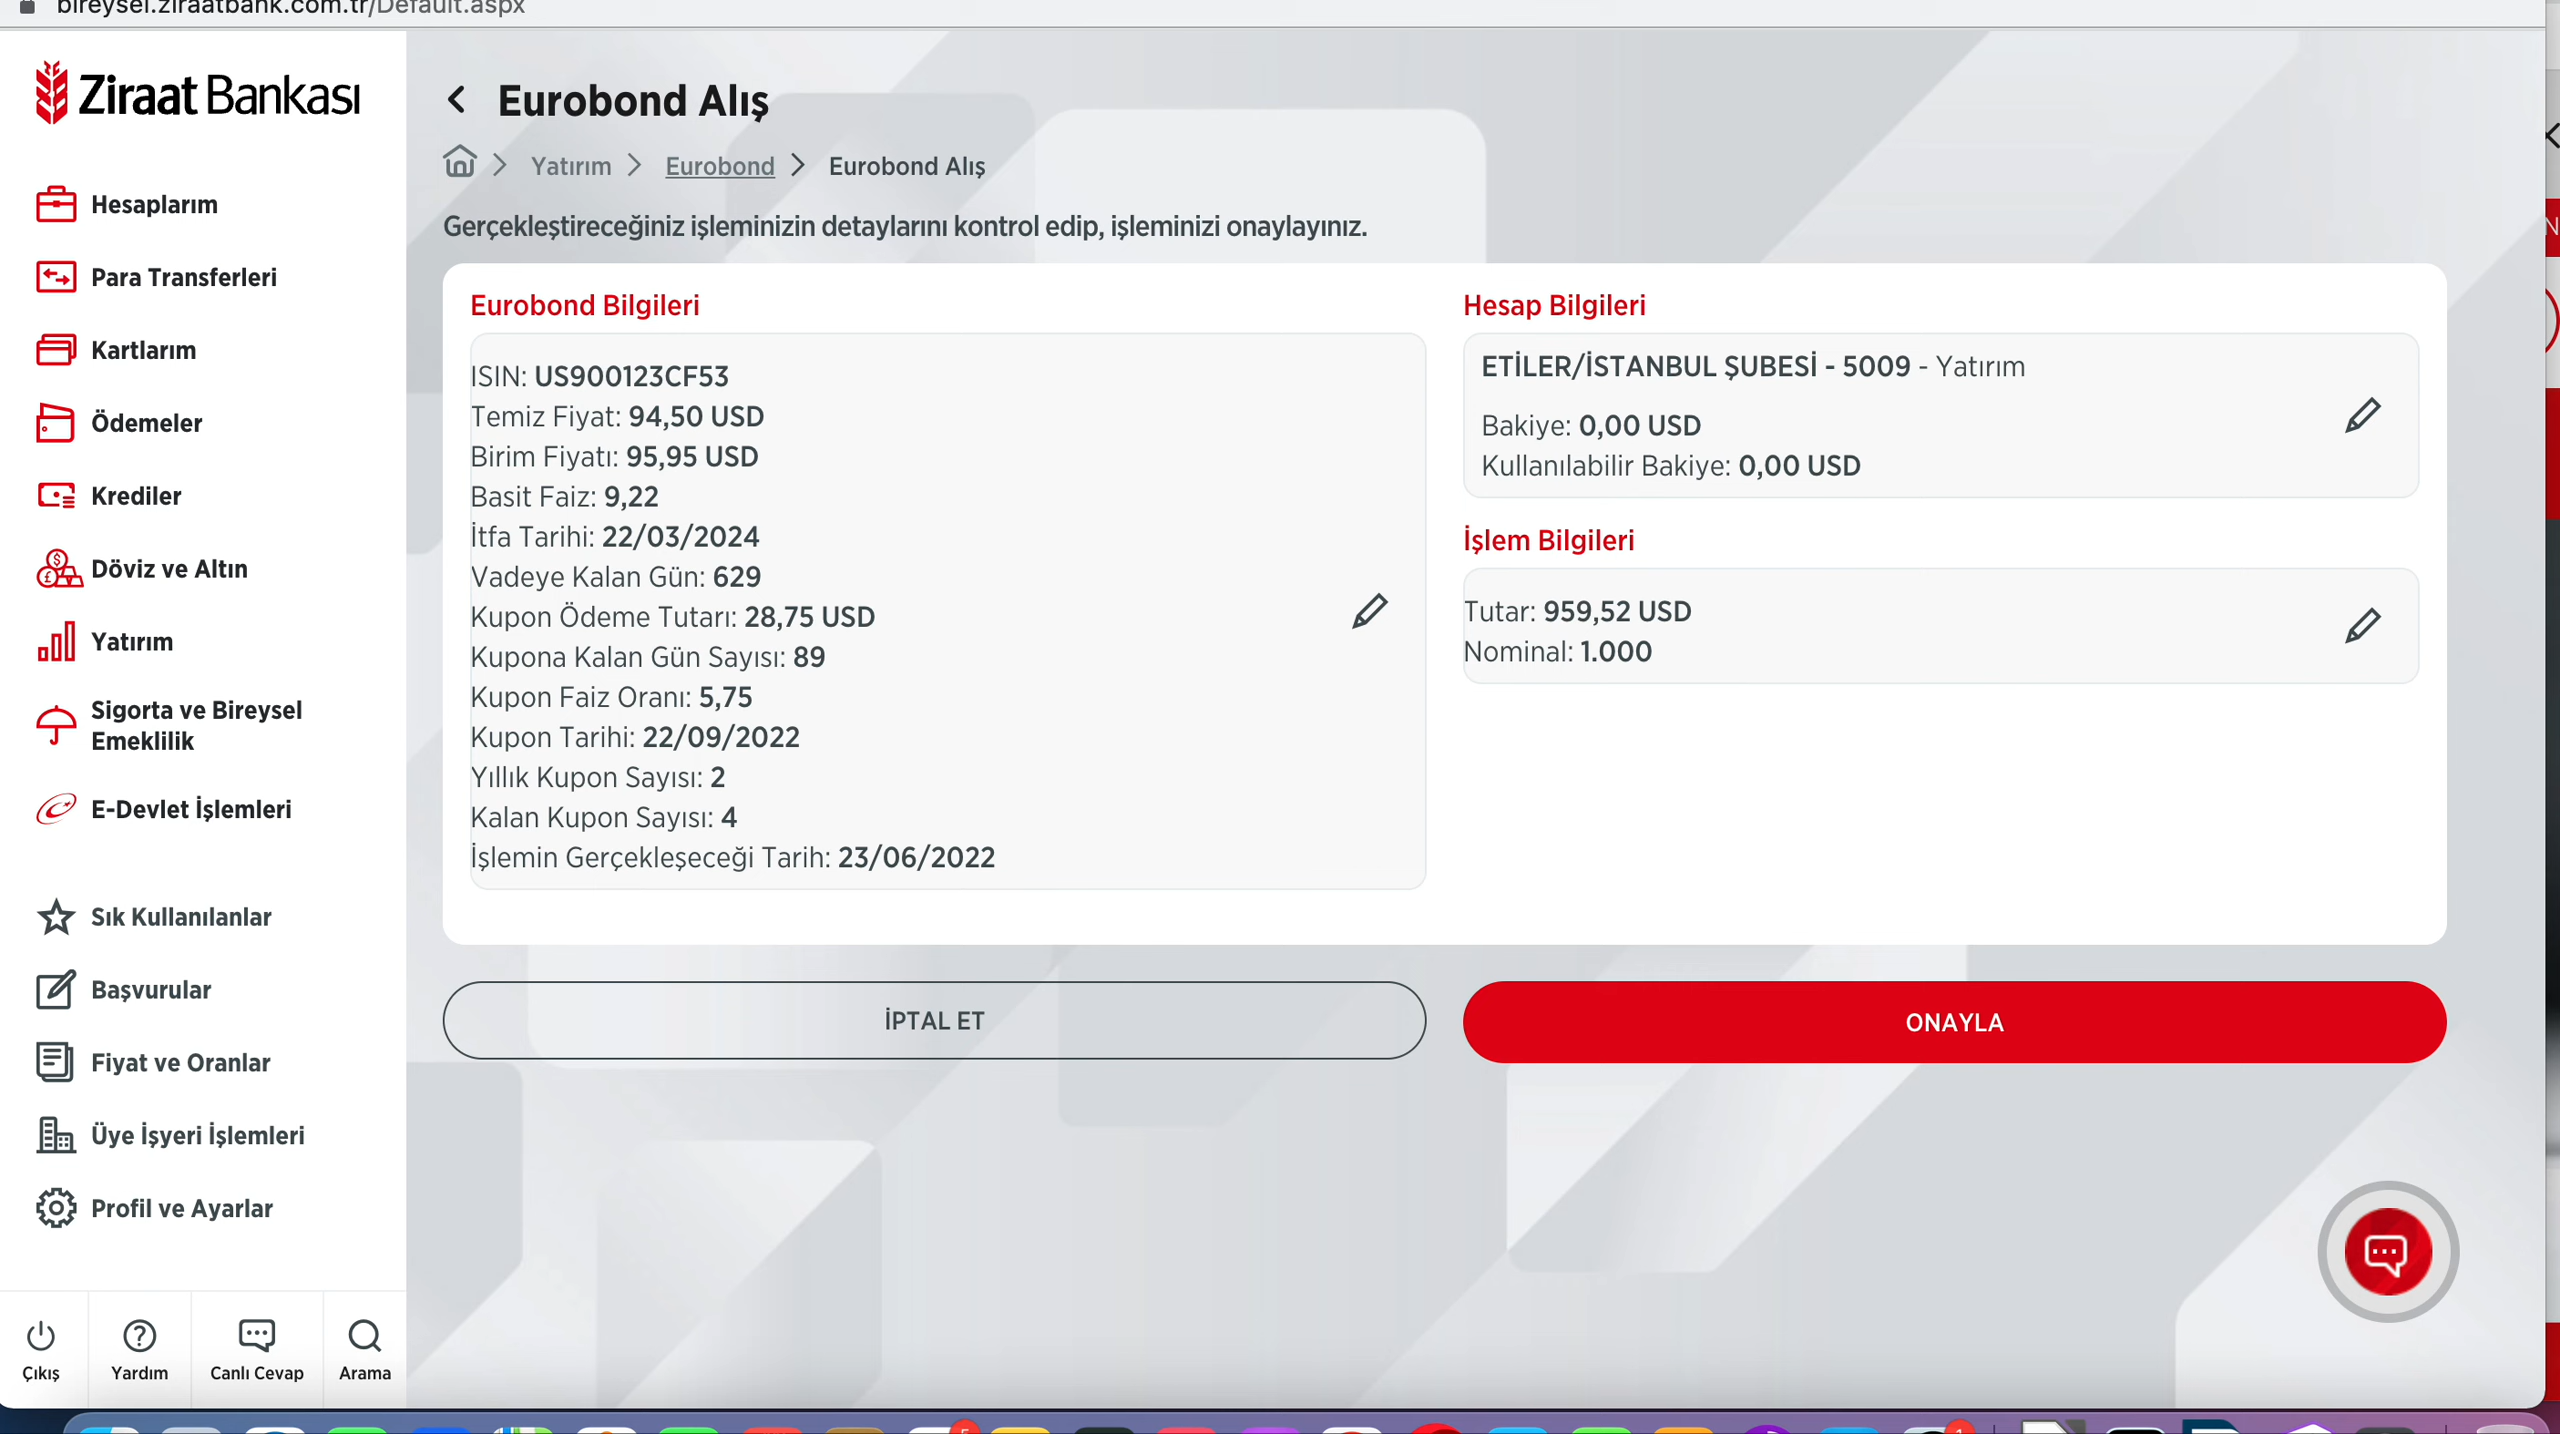 bireysel.ziraatbank.com.tr/Default.aspx
Ziraat Bankası
Hesaplarım
Para Transferleri
Kartlarım
Ödemeler
Krediler
Döviz ve Altın
Yatırım
Sigorta ve Bireysel
Emeklilik
E-Devlet İşlemleri
Sık Kullanılanlar
Başvurular
Fiyat ve Oranlar
Üye İşyeri İşlemleri
Profil ve Ayarlar
Çıkış
Yardım
Canlı Cevap
Arama
Eurobond Alış
Yatırım
Eurobond
Eurobond Alış
Gerçekleştireceğiniz işleminizin detaylarını kontrol edip, işleminizi onaylayınız.
Eurobond Bilgileri
ISIN: US900123CF53
Temiz Fiyat: 94,50 USD
Birim Fiyatı: 95,95 USD
Basit Faiz: 9,22
İtfa Tarihi: 22/03/2024
Vadeye Kalan Gün: 629
Kupon Ödeme Tutarı: 28,75 USD
Kupona Kalan Gün Sayısı: 89
Kupon Faiz Oranı: 5,75
Kupon Tarihi: 22/09/2022
Yıllık Kupon Sayısı: 2
Kalan Kupon Sayısı: 4
İşlemin Gerçekleşeceği Tarih: 23/06/2022
Hesap Bilgileri
ETİLER/İSTANBUL ŞUBESİ - 5009 - Yatırım
Bakiye: 0,00 USD
Kullanılabilir Bakiye: 0,00 USD
İşlem Bilgileri
Tutar: 959,52 USD
Nominal: 1.000
İPTAL ET
ONAYLA